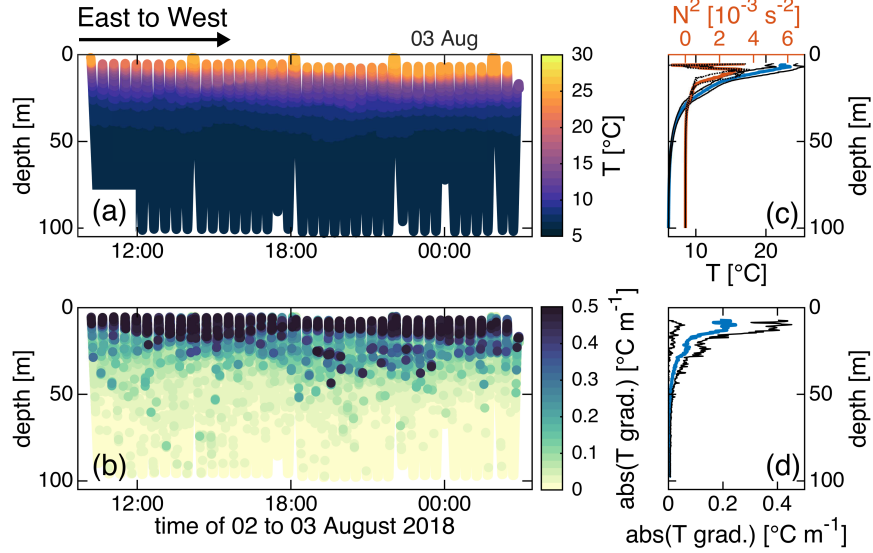 East to West
03 Aug
0
50
100
depth [m]
(a)
12:00
18:00
00:00
30
25
20
15
10
5
T [°C]
N² [10⁻³ s⁻²]
0 2 4 6
0
50
100
depth [m]
(c)
10 20
T [°C]
0
50
100
depth [m]
(b)
12:00
18:00
00:00
time of 02 to 03 August 2018
0.5
0.4
0.3
0.2
0.1
0
abs(T grad.) [°C m⁻¹]
0
50
100
depth [m]
(d)
0 0.2 0.4
abs(T grad.) [°C m⁻¹]